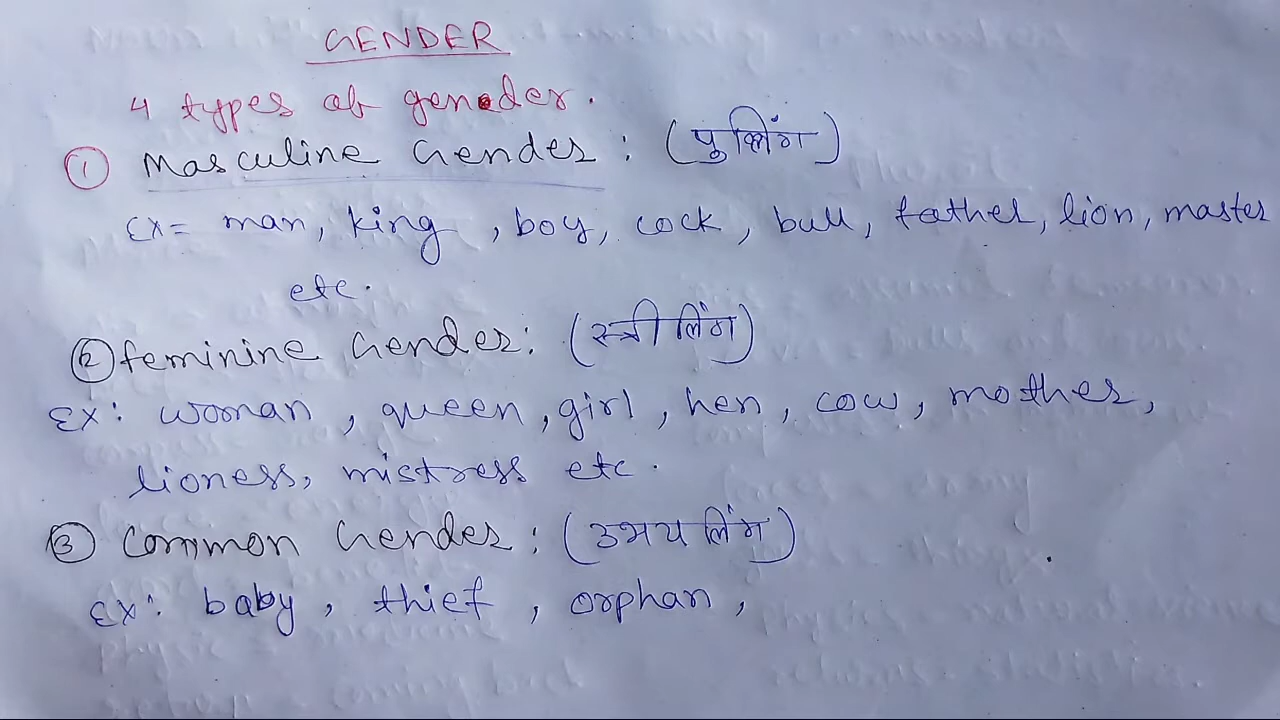 GENDER
4 types of gender.
① Masculine Gender : (पुल्लिंग)
Ex= man, king, boy, cock, bull, father, lion, master
etc.
② feminine Gender: (स्त्रीलिंग)
Ex: woman, queen, girl, hen, cow, mother,
lioness, mistress etc.
③ Common Gender: (उभयलिंग)
Ex: baby, thief, orphan,